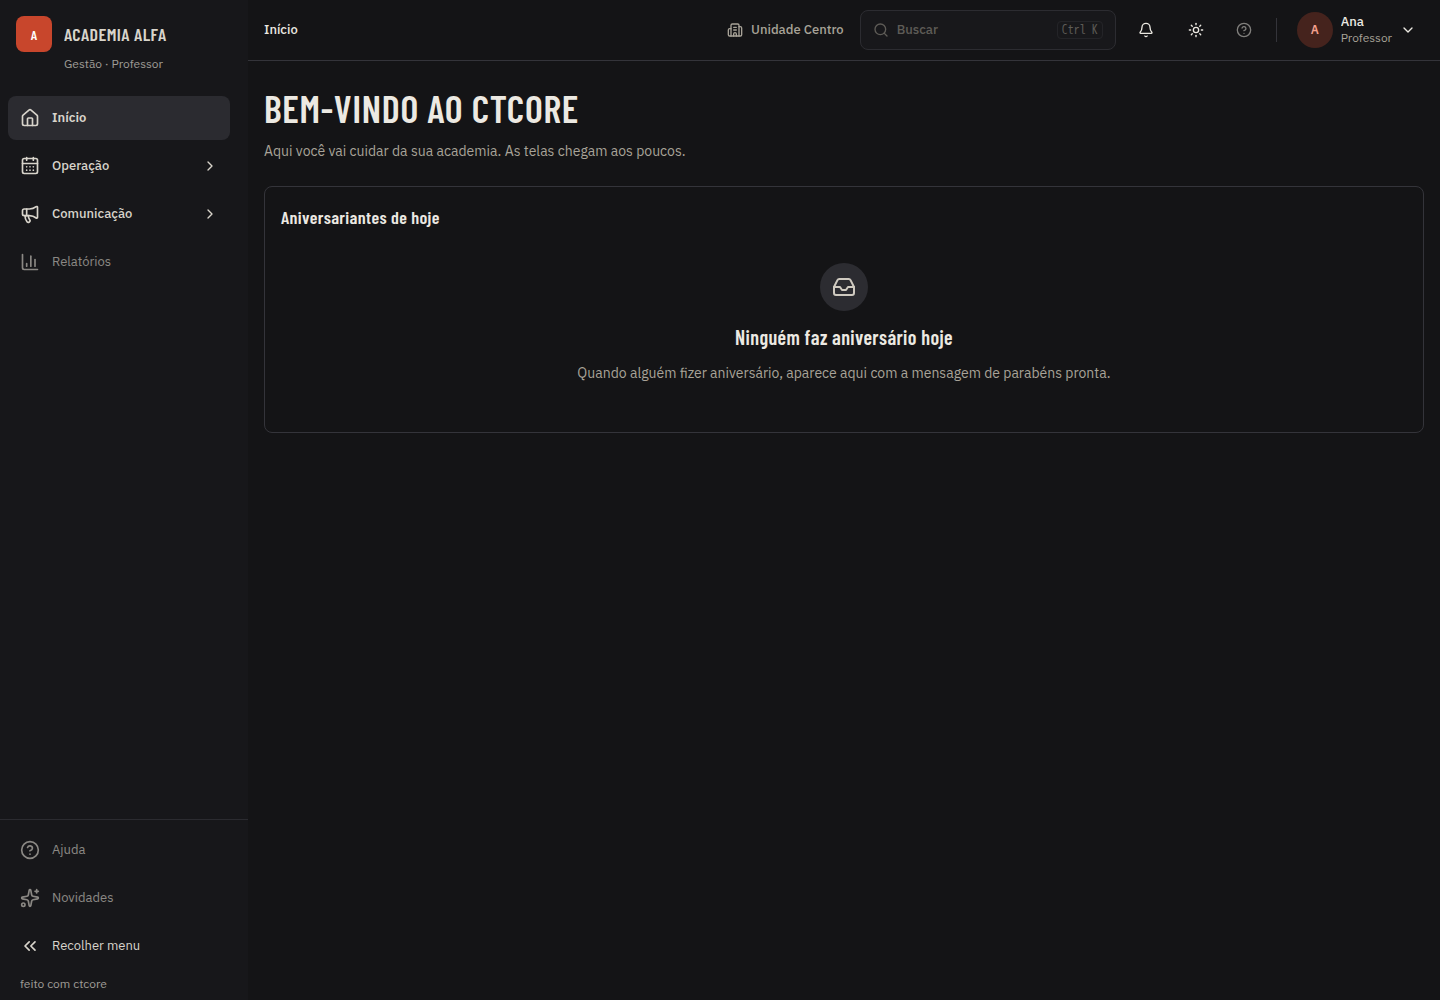 A
ACADEMIA ALFA
Gestão · Professor
Início
Operação
Comunicação
Relatórios
Ajuda
Novidades
Recolher menu
feito com ctcore
Início
Unidade Centro
Buscar
Ctrl K
A
Ana
Professor
BEM-VINDO AO CTCORE
Aqui você vai cuidar da sua academia. As telas chegam aos poucos.
Aniversariantes de hoje
Ninguém faz aniversário hoje
Quando alguém fizer aniversário, aparece aqui com a mensagem de parabéns pronta.